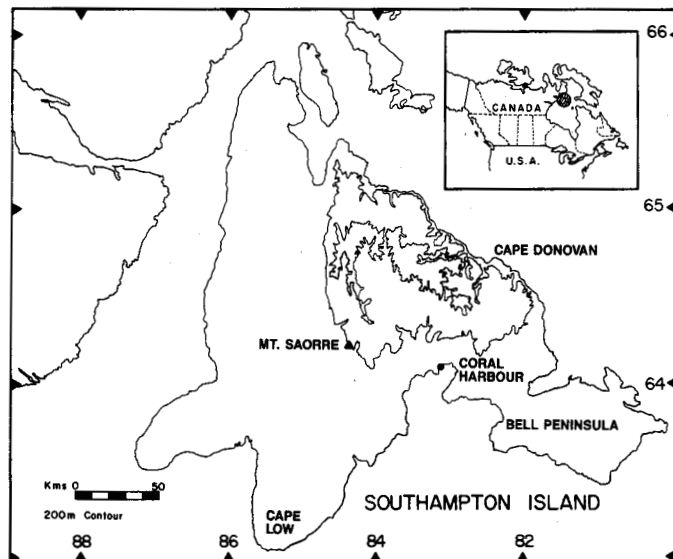 66
CANADA
U.S.A.
65
CAPE DONOVAN
MT. SAORRE
CORAL
HARBOUR
64
BELL PENINSULA
Kms 0 50
200m Contour
CAPE
LOW
SOUTHAMPTON ISLAND
88 86 84 82